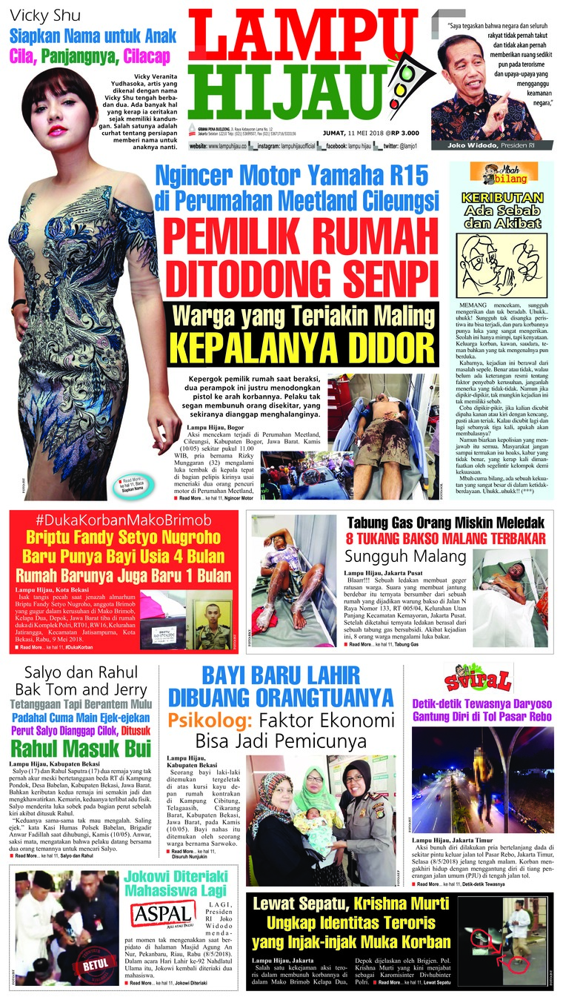 Vicky Shu
Siapkan Nama untuk Anak
Cila, Panjangnya, Cilacap
Vicky Veranita
Yudhasoka, artis yang
dikenal dengan nama
Vicky Shu tengah berba-
dan dua. Ada banyak hal
yang kerap ia ceritakan
sejak memiliki kandun-
gan. Salah satunya adalah
curhat tentang persiapan
memberi nama untuk
anaknya nanti.
LAMPU
HIJAU
GRAHA PENA BUILDING, Jl. Raya Kebayoran Lama No. 12
Jakarta Selatan 12210 Telp: (021) 53699507, Fax: (021) 53671716/5333156
JUMAT, 11 MEI 2018 @RP 3.000
website: www.lampuhijau.co
instagram: lampuhijauofficial
facebook: lampu hijau
twitter: @lamjo1
"Saya tegaskan bahwa negara dan seluruh
rakyat tidak pernah takut
dan tidak akan pernah
memberikan ruang sedikit
pun pada terorisme
dan upaya-upaya yang
mengganggu
keamanan
negara,"
Joko Widodo, Presiden RI
Ngincer Motor Yamaha R15
di Perumahan Meetland Cileungsi
PEMILIK RUMAH
DITODONG SENPI
Warga yang Teriakin Maling
KEPALANYA DIDOR
Kepergok pemilik rumah saat beraksi,
dua perampok ini justru menodongkan
pistol ke arah korbannya. Pelaku tak
segan membunuh orang disekitar, yang
sekiranya dianggap menghalanginya.
Lampu Hijau, Bogor
Aksi mencekam terjadi di Perumahan Meetland,
Cileungsi, Kabupaten Bogor, Jawa Barat. Kamis
(10/05) sekitar pukul 11.00
WIB, pria bernama Rizky
Munggaran (32) mengalami
luka tembak di kepala tepat
di bagian pelipis kirinya usai
meneriaki dua orang pencuri
motor di Perumahan Meetland,
Read More... ke hal 11, Ngincer Motor
Read More...
ke hal 11, Baca
Siapkan Nama
FOTO:IST
Mbah
bilang
KERIBUTAN
Ada Sebab
dan Akibat
MEMANG mencekam, sungguh
mengerikan dan tak beradab. Uhukk..
uhukk! Sungguh tak disangka peris-
tiwa itu bisa terjadi, dan para korbannya
punya luka yang sangat mengerikan.
Seolah ini hanya mimpi, tapi kenyataan.
Keluarga korban, kawan, saudara, te-
man bahkan yang tak mengenalnya pun
berduka.
Kabarnya, kejadian ini berawal dari
masalah sepele. Benar atau tidak, walau
belum ada keterangan resmi tentang
faktor penyebab kerusuhan, janganlah
menerka yang tidak-tidak. Namun jika
dipikir-dipikir, tak mungkin kejadian ini
tak memiliki sebab.
Coba dipikir-pikir, jika kalian dicubit
dipaha kanan atau kiri dengan kencang,
pasti akan teriak. Kalau dicubit lagi dan
lagi sebanyak tiga kali, apakah akan
membalasnya?
Namun biarkan kepolisian yang men-
jawab itu semua. Masyarakat jangan
sampai termakan isu hoaks, kabar yang
tidak benar, yang kerap kali diman-
faatkan oleh segelintir kelompok demi
kekuasaan.
Mbah cuma bilang, ada sebuah kekua-
tan yang sangat besar di dalam ketidak-
berdayaan. Uhukk..uhukk!! (***)
#DukaKorbanMakoBrimob
Briptu Fandy Setyo Nugroho
Baru Punya Bayi Usia 4 Bulan
Rumah Barunya Juga Baru 1 Bulan
Lampu Hijau, Kota Bekasi
Isak tangis pecah saat jenazah almarhum
Briptu Fandy Setyo Nugroho, anggota Brimob
yang gugur dalam kerusuhan di Mako Brimob,
Kelapa Dua, Depok, Jawa Barat tiba di rumah
duka di Komplek Polri, RT01, RW16, Kelurahan
Jatirangga, Kecamatan Jatisampurna, Kota
Bekasi, Rabu, 9 Mei 2018.
Read More... ke hal 11, #DukaKorban
Tabung Gas Orang Miskin Meledak
8 TUKANG BAKSO MALANG TERBAKAR
Sungguh Malang
Lampu Hijau, Jakarta Pusat
Blaarr!!! Sebuah ledakan membuat geger
ratusan warga. Suara yang membuat jantung
berdebar itu ternyata bersumber dari sebuah
rumah yang dijadikan warung bakso di Jalan N
Raya Nomor 133, RT 005/04, Kelurahan Utan
Panjang Kecamatan Kemayoran, Jakarta Pusat.
Setelah diketahui ternyata ledakan berasal dari
sebuah tabung gas bersubsidi. Akibat kejadian
ini, 8 orang warga mengalami luka bakar.
Read More... ke hal 11, Tabung Gas
Salyo dan Rahul
Bak Tom and Jerry
Tetanggaan Tapi Berantem Mulu
Padahal Cuma Main Ejek-ejekan
Perut Salyo Dianggap Cilok, Ditusuk
Rahul Masuk Bui
Lampu Hijau, Kabupaten Bekasi
Salyo (17) dan Rahul Saputra (17) dua remaja yang tak
pernah akur meski bertetanggaan beda RT di Kampung
Pondok, Desa Babelan, Kabupaten Bekasi, Jawa Barat.
Bahkan keributan kedua remaja ini semakin jadi dan
mengkhawatirkan. Kemarin, keduanya terlibat adu fisik.
Salyo menderita luka sobek pada bagian perut sebelah
kiri akibat ditusuk Rahul.
"Keduanya sama-sama tak mau mengalah. Saling
ejek." kata Kasi Humas Polsek Babelan, Brigadir
Anwar Fadillah saat dihubungi, Kamis (10/05). Anwar,
saksi mata, mengatakan bahwa pelaku datang bersama
dua orang temannya untuk mencari Salyo.
Read More... ke hal 11, Salyo dan Rahul
BAYI BARU LAHIR
DIBUANG ORANGTUANYA
Psikolog: Faktor Ekonomi
Bisa Jadi Pemicunya
Lampu Hijau,
Kabupaten Bekasi
Seorang bayi laki-laki
ditemukan tergeletak
di atas kursi kayu de-
pan rumah kontrakan
di Kampung Cibitung,
Telagaasih, Cikarang
Barat, Kabupaten Bekasi,
Jawa Barat, pada Kamis
(10/05). Bayi nahas itu
ditemukan oleh seorang
warga bernama Sarwoko.
Read More... ke hal 11,
Disuruh Nunjukin
SviraL
Detik-detik Tewasnya Daryoso
Gantung Diri di Tol Pasar Rebo
Lampu Hijau, Jakarta Timur
Aksi bunuh diri dilakukan pria bertelanjang dada di
sekitar pintu keluar jalan tol Pasar Rebo, Jakarta Timur,
Selasa (8/5/2018) jelang tengah malam. Korban men-
gakhiri hidup dengan menggantung diri di tiang pen-
erangan jalan umum (PJU) di tengah jalan tol.
Read More... ke hal 11, Detik-detik Tewasnya
BETUL
Jokowi Diteriaki
Mahasiswa Lagi
ASPAL
ASLI ATAU PALSU
LAGI,
Presiden
RI Joko
Widodo
menda-
pat momen tak mengenakkan saat ber-
pidato di halaman Masjid Agung An
Nur, Pekanbaru, Riau, Rabu (8/5/2018).
Dalam acara Hari Lahir ke-92 Nahdlatul
Ulama itu, Jokowi kembali diteriaki dua
mahasiswa.
Read More... ke hal 11, Jokowi Diteriaki
Lewat Sepatu, Krishna Murti
Ungkap Identitas Teroris
yang Injak-injak Muka Korban
Lampu Hijau, Jakarta
Salah satu kekejaman aksi tero-
ris dalam membunuh korbannya
di dalam Mako Brimob Kelapa Dua,
Depok dijelaskan oleh Brigjen. Pol.
Krishna Murti yang kini menjabat
sebagai Karomisinter Divhubinter
Polri.
Read More... ke hal 11, Lewat Sepatu